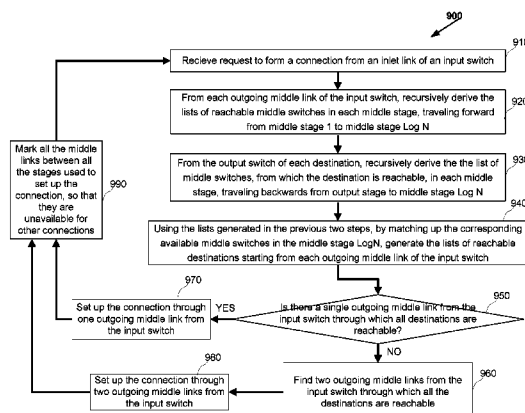 900
910
Recieve request to form a connection from an inlet link of an input switch
920
From each outgoing middle link of the input switch, recursively derive the
lists of reachable middle switches in each middle stage, traveling forward
from middle stage 1 to middle stage Log N
930
From the output switch of each destination, recursively derive the the list of
middle switches, from which the destination is reachable, in each middle
stage, traveling backwards from output stage to middle stage Log N
940
Using the lists generated in the previous two steps, by matching up the corresponding
available middle switches in the middle stage LogN, generate the lists of reachable
destinations starting from each outgoing middle link of the input switch
950
Is there a single outgoing middle link from the
input switch through which all destinations are
reachable?
YES
970
Set up the connection through
one outgoing middle link from
the input switch
NO
960
Find two outgoing middle links from the
input switch through which all the
destinations are reachable
980
Set up the connection through
two outgoing middle links from
the input switch
990
Mark all the middle
links between all
the stages used to
set up the
connection, so that
they are
unavailable for
other connections